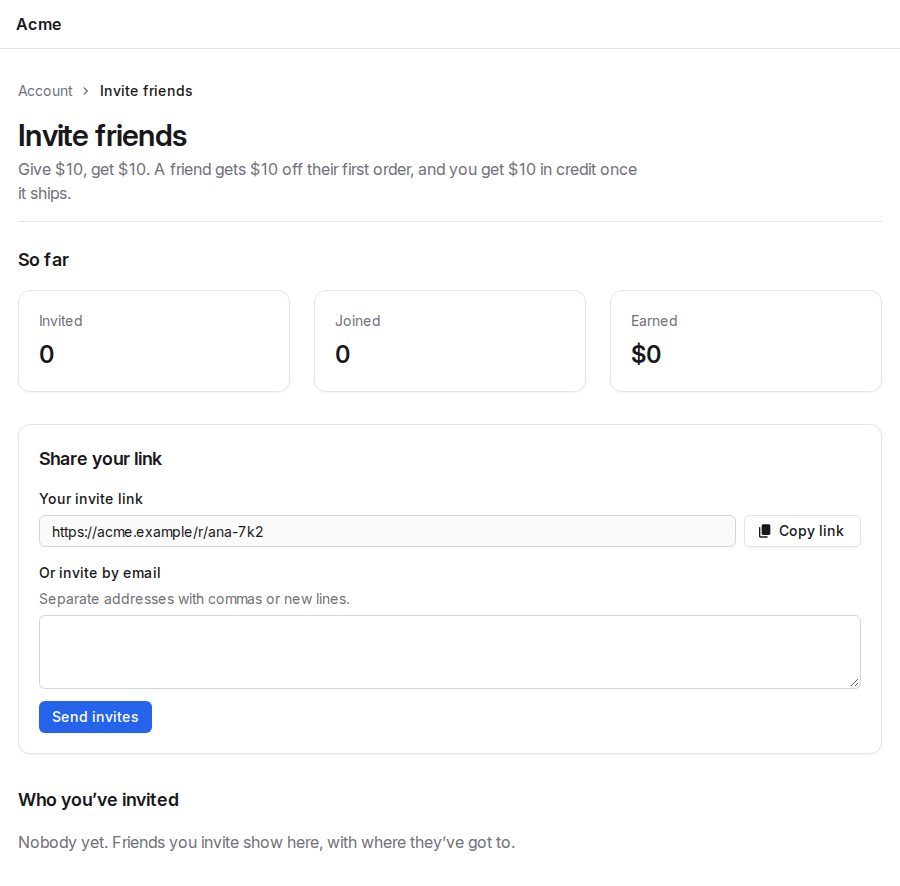 Acme
Account > Invite friends
Invite friends
Give $10, get $10. A friend gets $10 off their first order, and you get $10 in credit once
it ships.
So far
Invited
0
Joined
0
Earned
$0
Share your link
Your invite link
https://acme.example/r/ana-7k2
Copy link
Or invite by email
Separate addresses with commas or new lines.
Send invites
Who you’ve invited
Nobody yet. Friends you invite show here, with where they’ve got to.